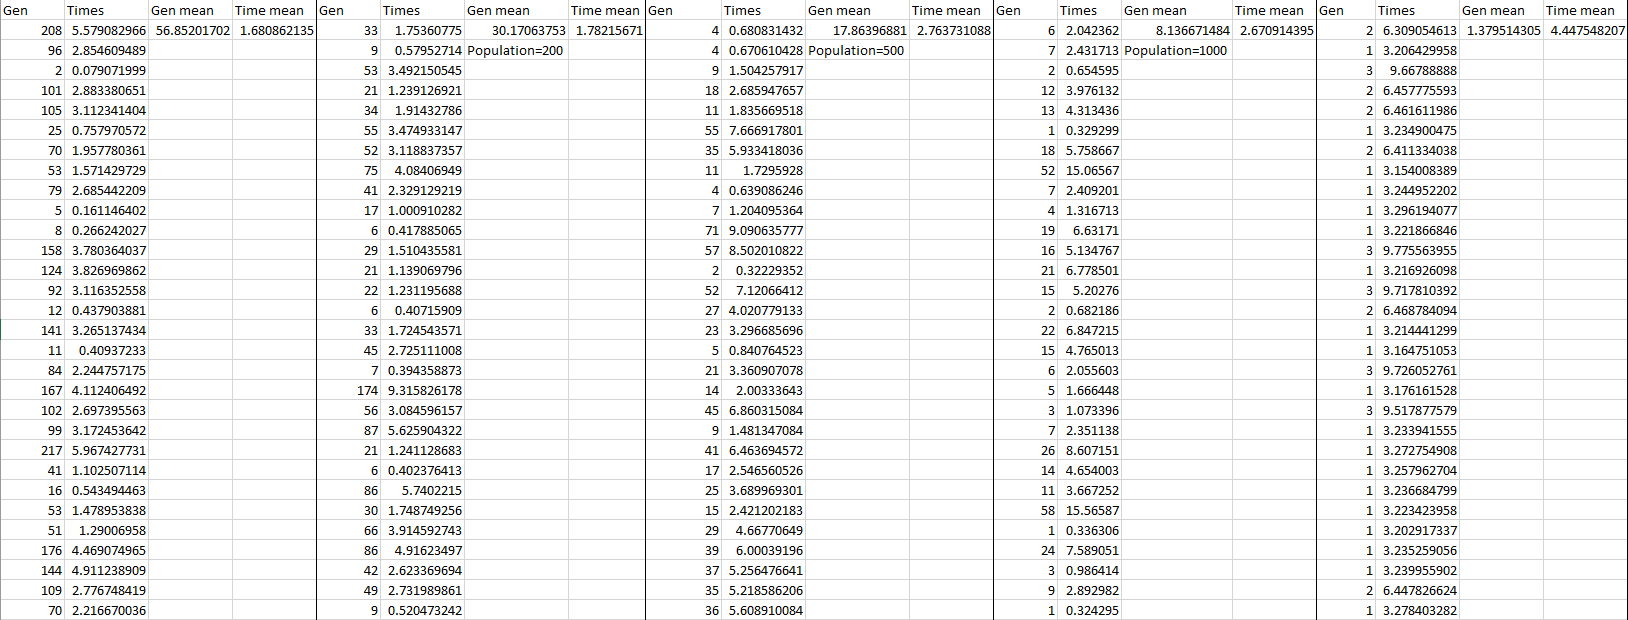 Gen Times Gen mean Time mean Gen Times Gen mean Time mean Gen Times Gen mean Time mean Gen Times Gen mean Time mean Gen Times Gen mean Time mean
208 5.579082966 56.85201702 1.680862135 33 1.75360775 30.17063753 1.78215671 4 0.680831432 17.86396881 2.763731088 6 2.042362 8.136671484 2.670914395 2 6.309054613 1.379514305 4.447548207
96 2.854609489 9 0.57952714 Population=200 4 0.670610428 Population=500 7 2.431713 Population=1000 1 3.206429958
2 0.079071999 53 3.492150545 9 1.504257917 2 0.654595 3 9.66788888
101 2.883380651 21 1.239126921 18 2.685947657 12 3.976132 2 6.457775593
105 3.112341404 34 1.91432786 11 1.835669518 13 4.313436 2 6.461611986
25 0.757970572 55 3.474933147 55 7.666917801 1 0.329299 1 3.234900475
70 1.957780361 52 3.118837357 35 5.933418036 18 5.758667 2 6.411334038
53 1.571429729 75 4.08406949 11 1.7295928 52 15.06567 1 3.154008389
79 2.685442209 41 2.329129219 4 0.639086246 7 2.409201 1 3.244952202
5 0.161146402 17 1.000910282 7 1.204095364 4 1.316713 1 3.296194077
8 0.266242027 6 0.417885065 71 9.090635777 19 6.63171 1 3.221866846
158 3.780364037 29 1.510435581 57 8.502010822 16 5.134767 3 9.775563955
124 3.826969862 21 1.139069796 2 0.32229352 21 6.778501 1 3.216926098
92 3.116352558 22 1.231195688 52 7.12066412 15 5.20276 3 9.717810392
12 0.437903881 6 0.40715909 27 4.020779133 2 0.682186 2 6.468784094
141 3.265137434 33 1.724543571 23 3.296685696 22 6.847215 1 3.214441299
11 0.40937233 45 2.725111008 5 0.840764523 15 4.765013 1 3.164751053
84 2.244757175 7 0.394358873 21 3.360907078 6 2.055603 3 9.726052761
167 4.112406492 174 9.315826178 14 2.00333643 5 1.666448 1 3.176161528
102 2.697395563 56 3.084596157 45 6.860315084 3 1.073396 3 9.517877579
99 3.172453642 87 5.625904322 9 1.481347084 7 2.351138 1 3.233941555
217 5.967427731 21 1.241128683 41 6.463694572 26 8.607151 1 3.272754908
41 1.102507114 6 0.402376413 17 2.546560526 14 4.654003 1 3.257962704
16 0.543494463 86 5.7402215 25 3.689969301 11 3.667252 1 3.236684799
53 1.478953838 30 1.748749256 15 2.421202183 58 15.56587 1 3.223423958
51 1.29006958 66 3.914592743 29 4.66770649 1 0.336306 1 3.202917337
176 4.469074965 86 4.91623497 39 6.00039196 24 7.589051 1 3.235259056
144 4.911238909 42 2.623369694 37 5.256476641 3 0.986414 1 3.239955902
109 2.776748419 49 2.731989861 35 5.218586206 9 2.892982 2 6.447826624
70 2.216670036 9 0.520473242 36 5.608910084 1 0.324295 1 3.278403282